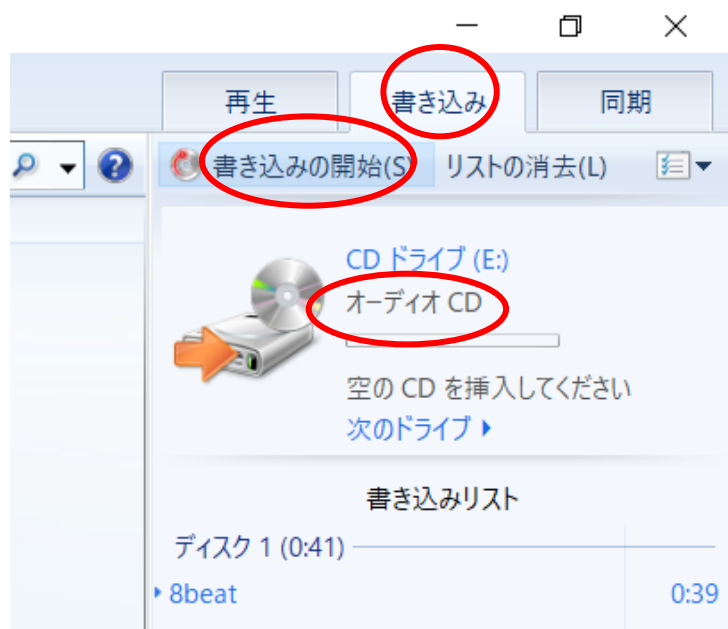 再生 書き込み 同期
書き込みの開始(S) リストの消去(L)
CD ドライブ (E:)
オーディオ CD
空の CD を挿入してください
次のドライブ
書き込みリスト
ディスク 1 (0:41)
8beat 0:39